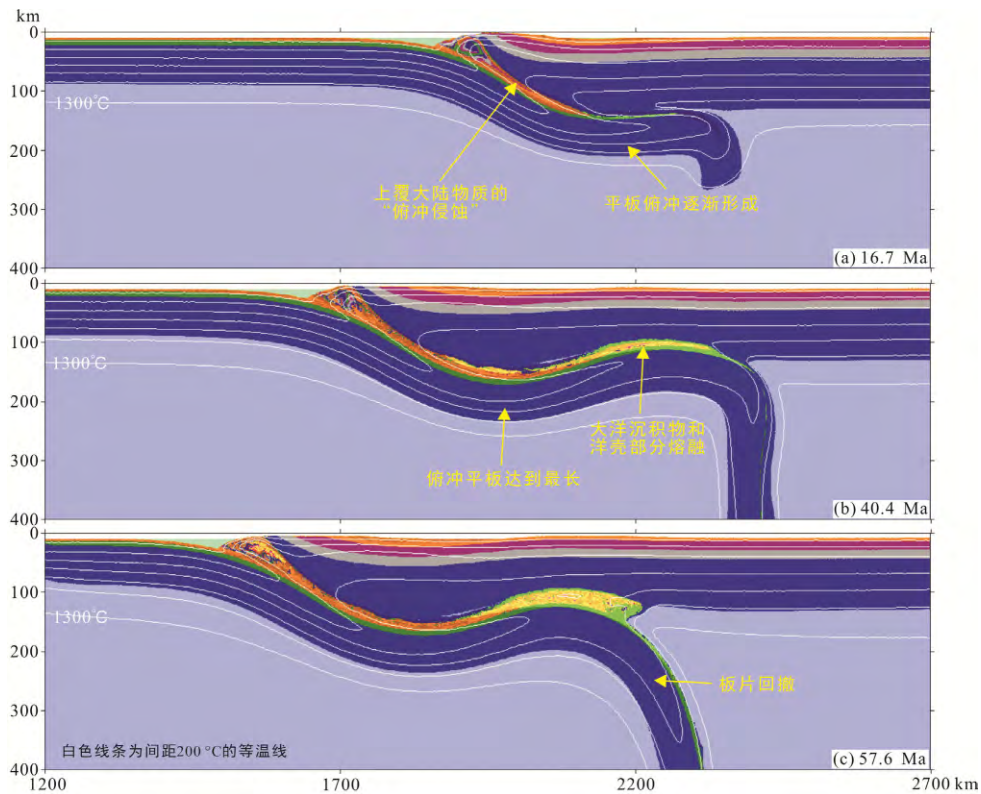 km
0
100
200
300
400
1300℃
上覆大陆物质的
“俯冲侵蚀”
平板俯冲逐渐形成
(a) 16.7 Ma
0
100
200
300
400
1300℃
大洋沉积物和
洋壳部分熔融
俯冲平板达到最长
(b) 40.4 Ma
0
100
200
300
400
1300℃
板片回撤
白色线条为间距200 °C的等温线
(c) 57.6 Ma
1200 1700 2200 2700 km